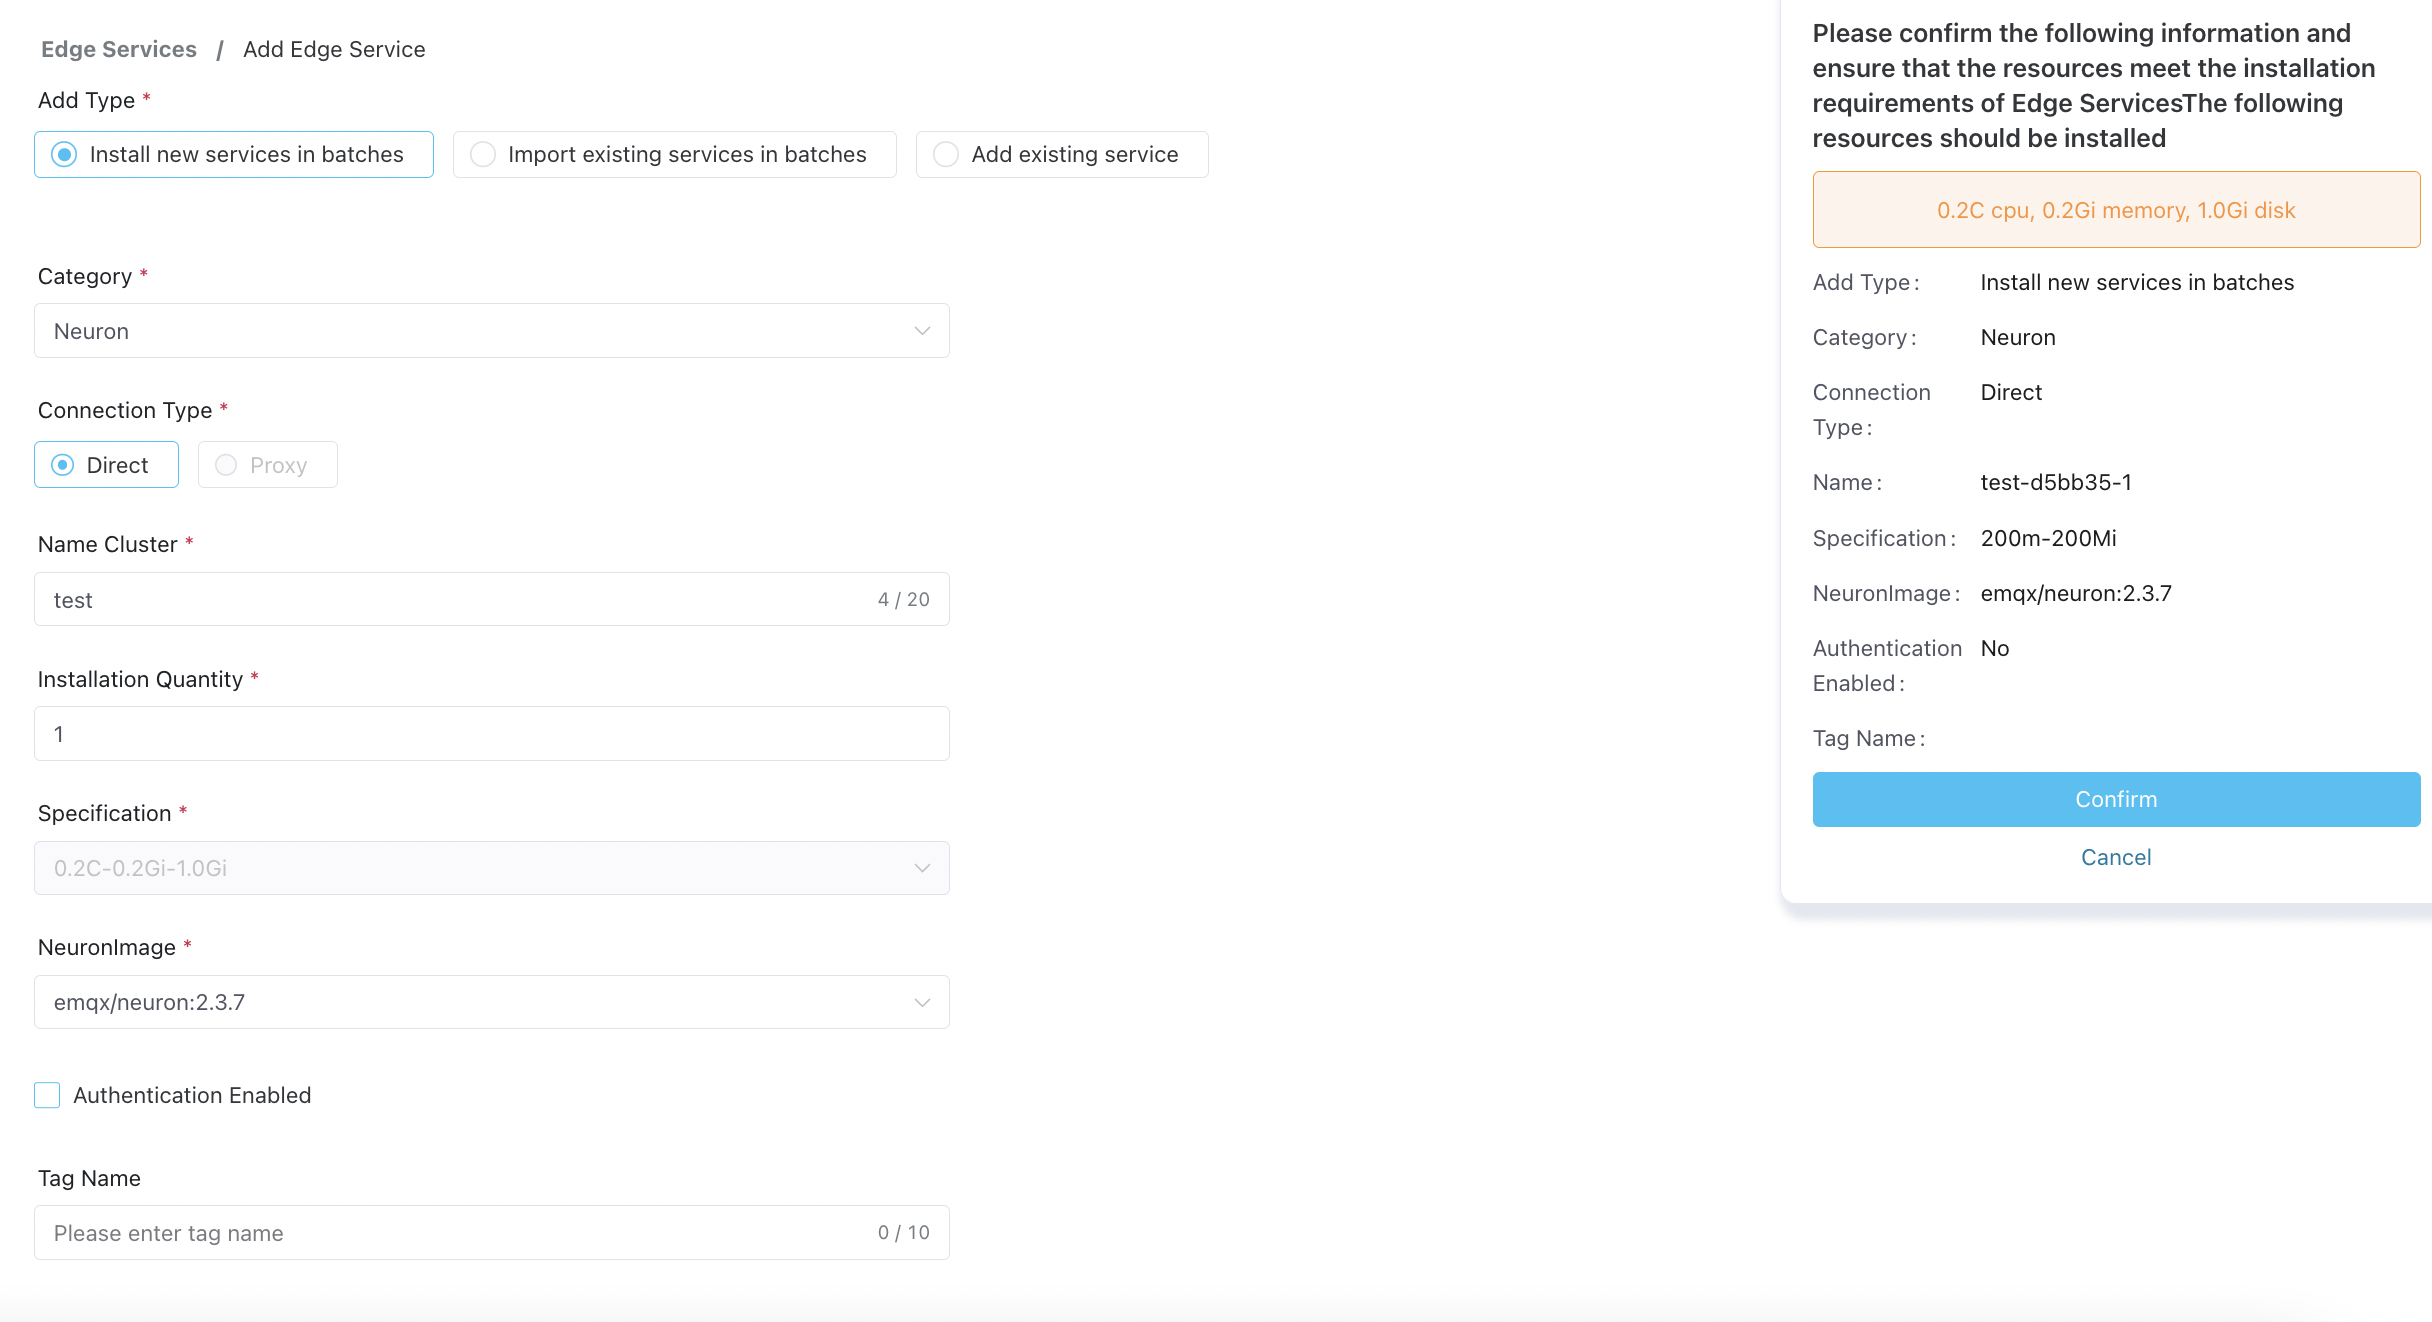 Edge Services / Add Edge Service
Add Type *
Install new services in batches
Import existing services in batches
Add existing service
Category *
Neuron
Connection Type *
Direct
Proxy
Name Cluster *
test
4 / 20
Installation Quantity *
1
Specification *
0.2C-0.2Gi-1.0Gi
NeuronImage *
emqx/neuron:2.3.7
Authentication Enabled
Tag Name
Please enter tag name
0 / 10
Please confirm the following information and
ensure that the resources meet the installation
requirements of Edge ServicesThe following
resources should be installed
0.2C cpu, 0.2Gi memory, 1.0Gi disk
Add Type: Install new services in batches
Category: Neuron
Connection Direct
Type:
Name: test-d5bb35-1
Specification: 200m-200Mi
NeuronImage: emqx/neuron:2.3.7
Authentication No
Enabled:
Tag Name:
Confirm
Cancel